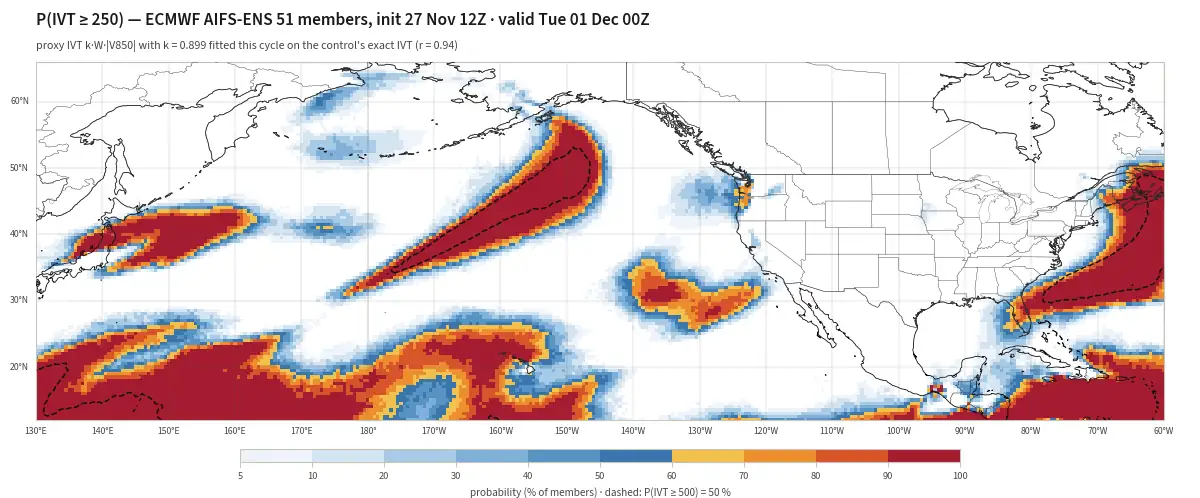 P(IVT ≥ 250) — ECMWF AIFS-ENS 51 members, init 27 Nov 12Z · valid Tue 01 Dec 00Z
proxy IVT k·W·|V850| with k = 0.899 fitted this cycle on the control's exact IVT (r = 0.94)
60°N
50°N
40°N
30°N
20°N
130°E 140°E 150°E 160°E 170°E 180° 170°W 160°W 150°W 140°W 130°W 120°W 110°W 100°W 90°W 80°W 70°W 60°W
5 10 20 30 40 50 60 70 80 90 100
probability (% of members) · dashed: P(IVT ≥ 500) = 50 %